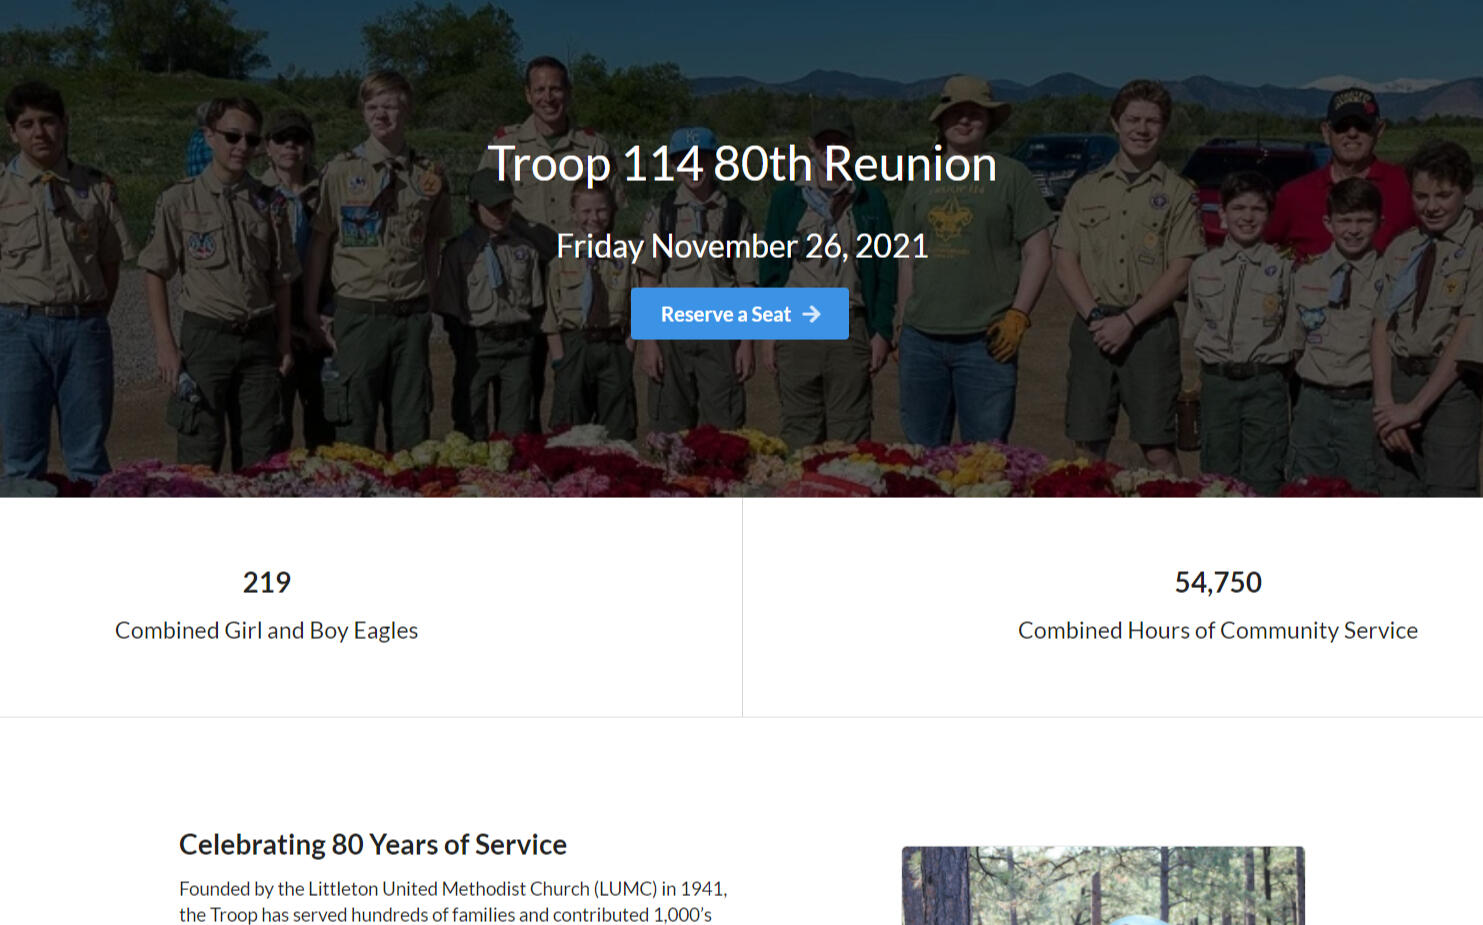 Troop 114 80th Reunion
Friday November 26, 2021
Reserve a Seat
219
Combined Girl and Boy Eagles
54,750
Combined Hours of Community Service
Celebrating 80 Years of Service
Founded by the Littleton United Methodist Church (LUMC) in 1941,
the Troop has served hundreds of families and contributed 1,000’s